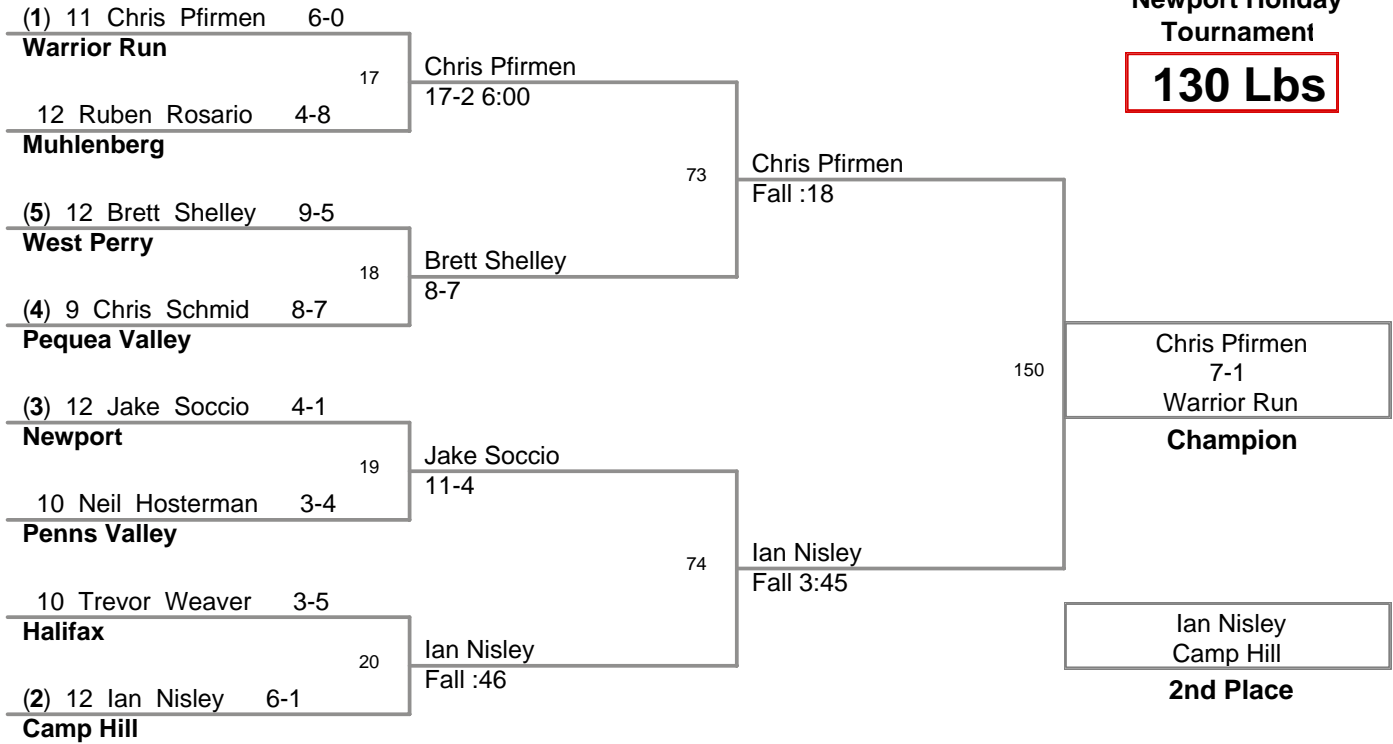 Newport Holiday
Tournament
130 Lbs
(1) 11 Chris Pfirmen 6-0
Warrior Run
17
12 Ruben Rosario 4-8
Muhlenberg
Chris Pfirmen
17-2 6:00
(5) 12 Brett Shelley 9-5
West Perry
18
(4) 9 Chris Schmid 8-7
Pequea Valley
Brett Shelley
8-7
73
Chris Pfirmen
Fall :18
(3) 12 Jake Soccio 4-1
Newport
19
10 Neil Hosterman 3-4
Penns Valley
Jake Soccio
11-4
10 Trevor Weaver 3-5
Halifax
20
(2) 12 Ian Nisley 6-1
Camp Hill
Ian Nisley
Fall :46
74
Ian Nisley
Fall 3:45
150
Chris Pfirmen
7-1
Warrior Run
Champion
Ian Nisley
Camp Hill
2nd Place